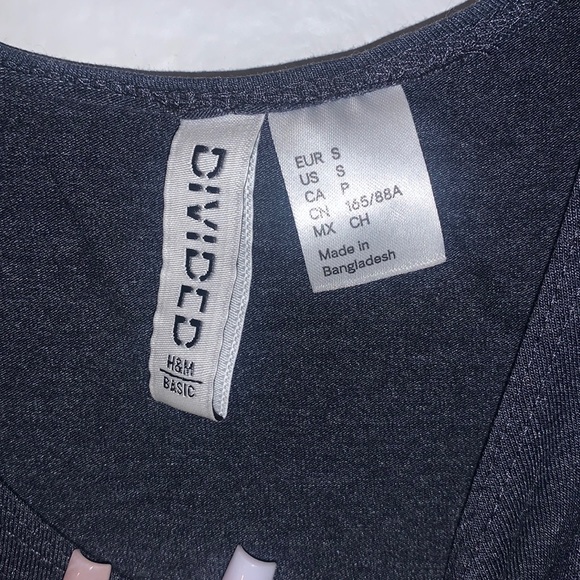 DIVIDED
H&M
BASIC
EUR S
US S
CA P
CN 165/88A
MX CH
Made in
Bangladesh